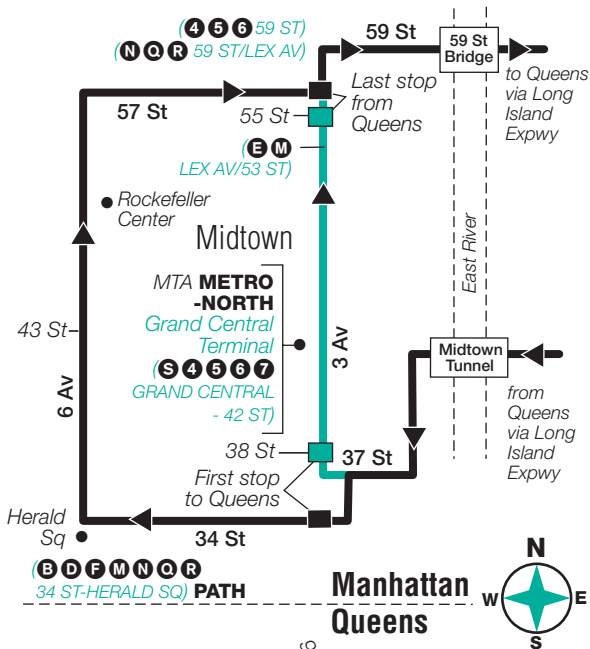 (4 5 6 59 ST)
(N Q R 59 ST/LEX AV)
59 St
59 St
Bridge
to Queens
via Long
Island
Expwy
57 St
Last stop
from
Queens
55 St
(E M
LEX AV/53 ST)
Rockefeller
Center
Midtown
East River
MTA METRO
-NORTH
Grand Central
Terminal
(S 4 5 6 7
GRAND CENTRAL
- 42 ST)
43 St
6 Av
3 Av
Midtown
Tunnel
from
Queens
via Long
Island
Expwy
38 St
37 St
First stop
to Queens
Herald
Sq
34 St
(B D F M N Q R
34 ST-HERALD SQ) PATH
Manhattan
Queens
N
W
E
S